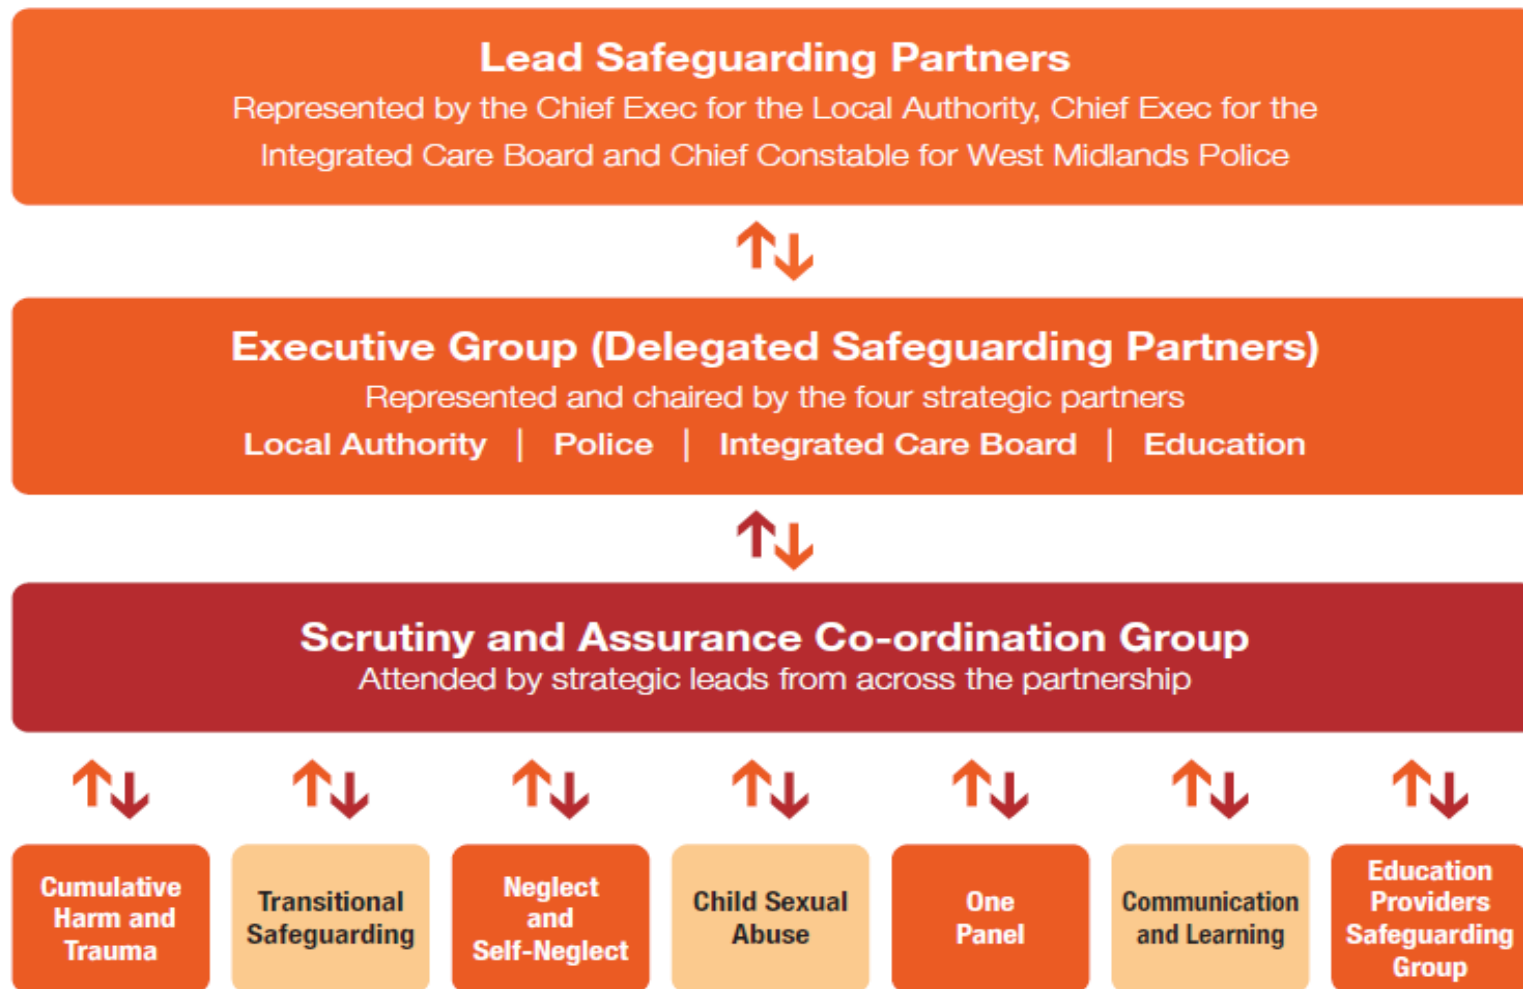 Lead Safeguarding Partners
Represented by the Chief Exec for the Local Authority, Chief Exec for the
Integrated Care Board and Chief Constable for West Midlands Police
Executive Group (Delegated Safeguarding Partners)
Represented and chaired by the four strategic partners
Local Authority | Police | Integrated Care Board | Education
Scrutiny and Assurance Co-ordination Group
Attended by strategic leads from across the partnership
Cumulative
Harm and
Trauma
Transitional
Safeguarding
Neglect
and
Self-Neglect
Child Sexual
Abuse
One
Panel
Communication
and Learning
Education
Providers
Safeguarding
Group